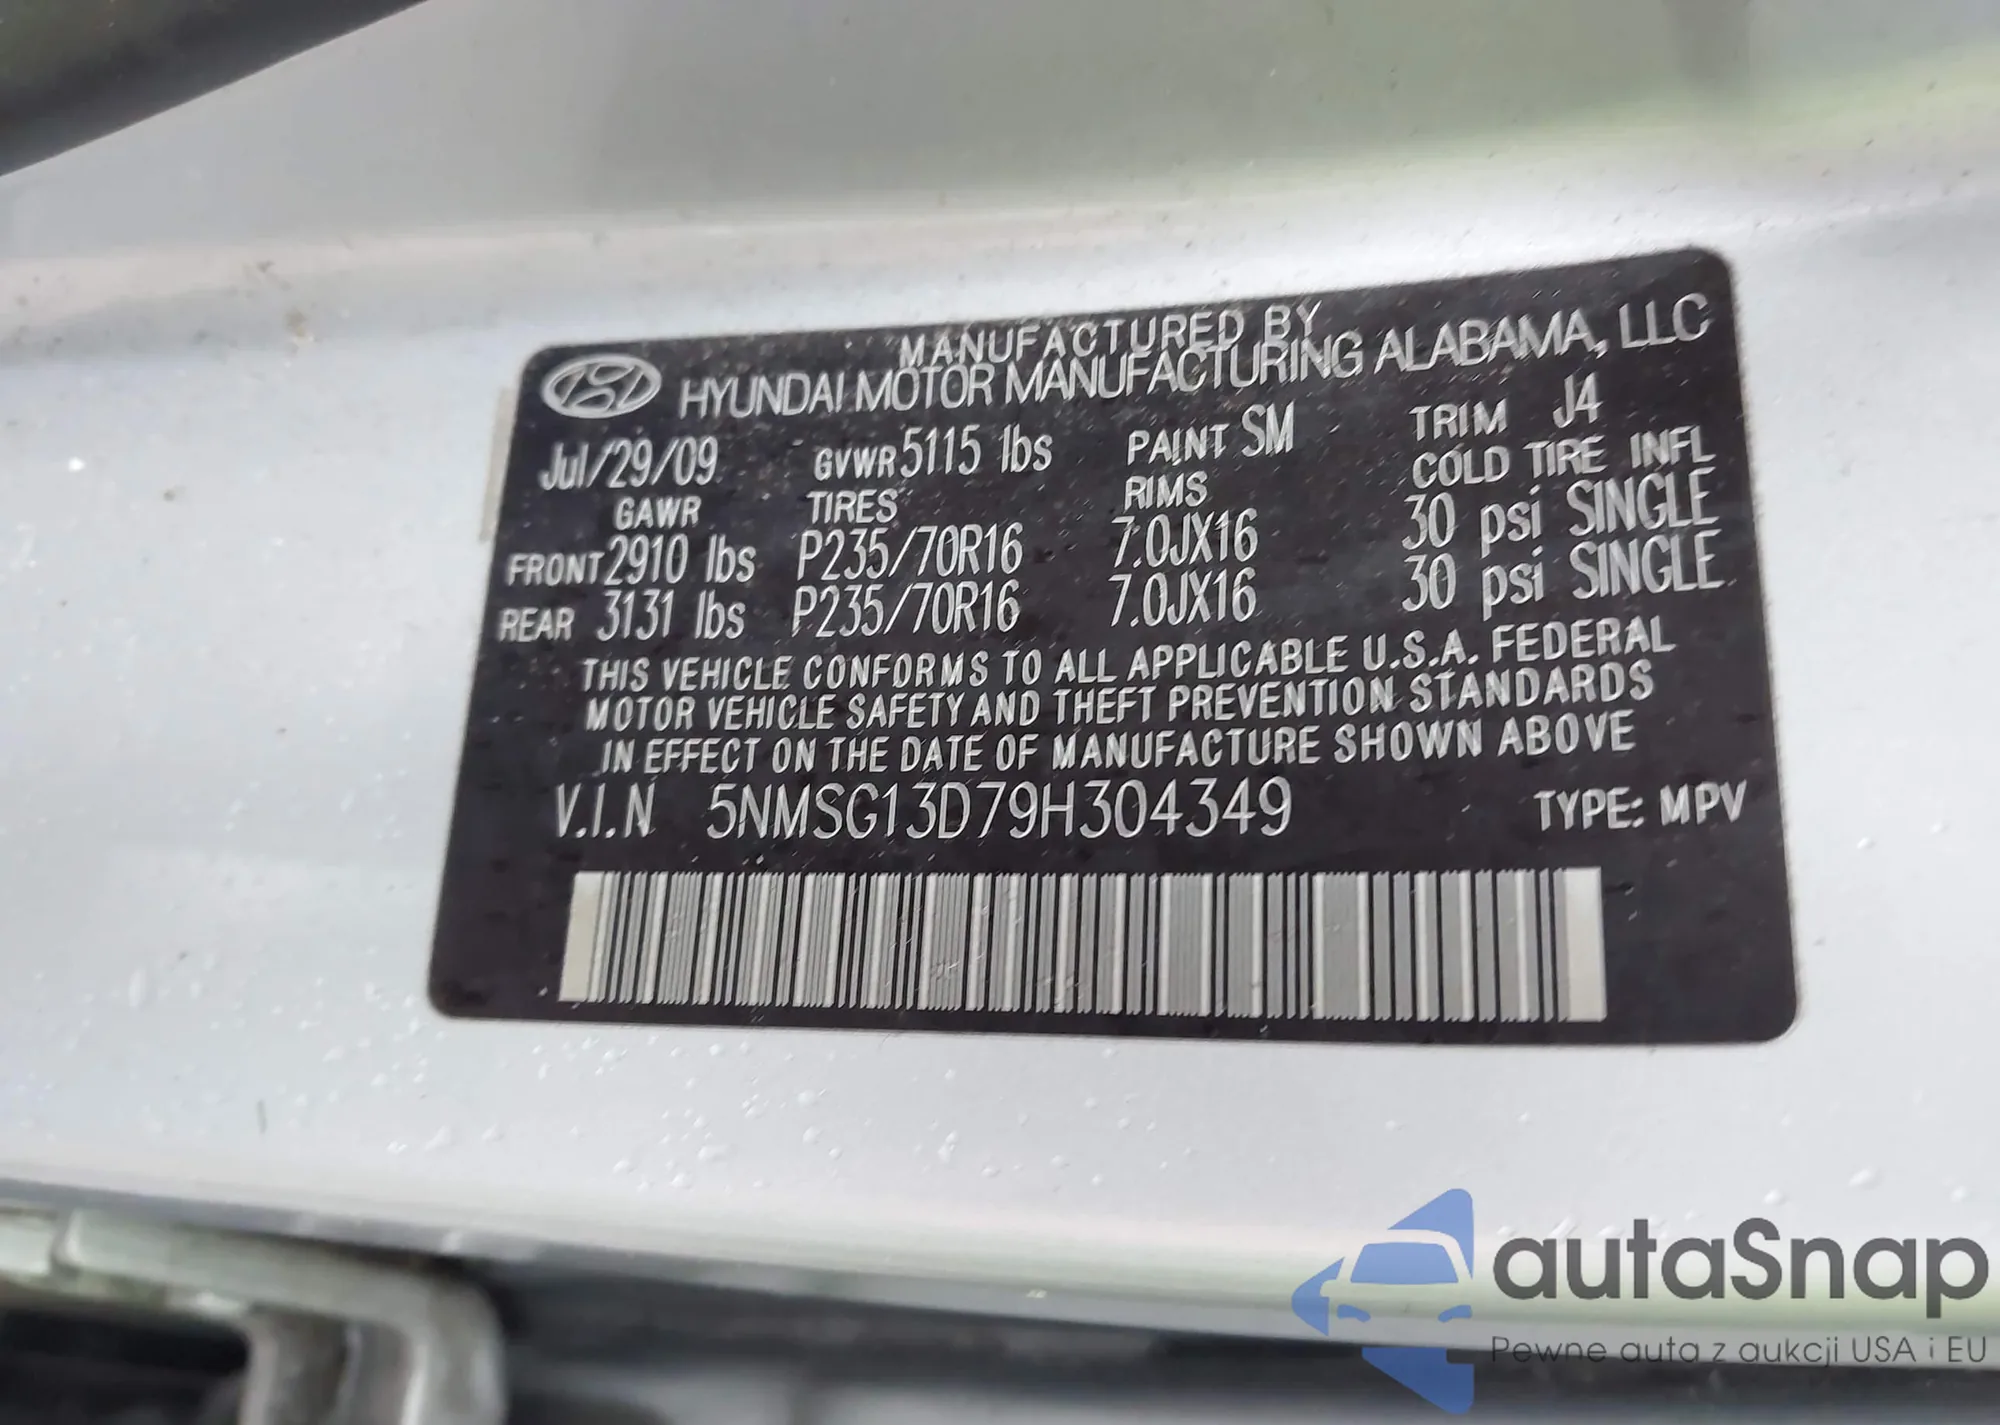 MANUFACTURED BY
HYUNDAI MOTOR MANUFACTURING ALABAMA, LLC
Jul/29/09 GVWR 5115 lbs PAINT SM TRIM J4
GAWR TIRES RIMS COLD TIRE INFL
FRONT 2910 lbs P235/70R16 7.0JX16 30 psi SINGLE
REAR 3131 lbs P235/70R16 7.0JX16 30 psi SINGLE
THIS VEHICLE CONFORMS TO ALL APPLICABLE U.S.A. FEDERAL
MOTOR VEHICLE SAFETY AND THEFT PREVENTION STANDARDS
IN EFFECT ON THE DATE OF MANUFACTURE SHOWN ABOVE
V.I.N 5NMSG13D79H304349 TYPE: MPV
autaSnap
Pewne auta z aukcji USA i EU